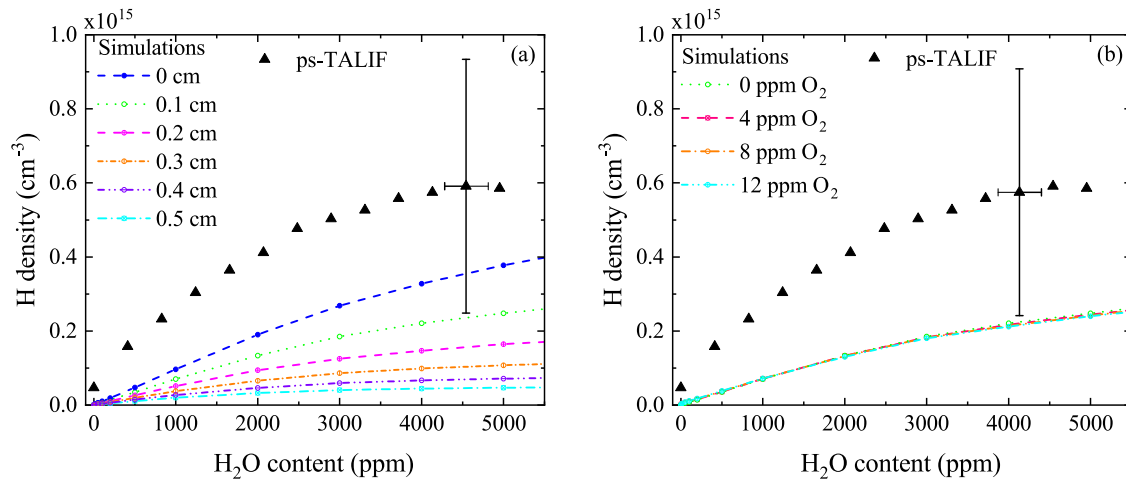 x10¹⁵
Simulations
ps-TALIF
(a)
0 cm
0.1 cm
0.2 cm
0.3 cm
0.4 cm
0.5 cm
1.0
0.8
0.6
0.4
0.2
0.0
H density (cm⁻³)
0 1000 2000 3000 4000 5000
H₂O content (ppm)
x10¹⁵
Simulations
ps-TALIF
(b)
0 ppm O₂
4 ppm O₂
8 ppm O₂
12 ppm O₂
1.0
0.8
0.6
0.4
0.2
0.0
H density (cm⁻³)
0 1000 2000 3000 4000 5000
H₂O content (ppm)